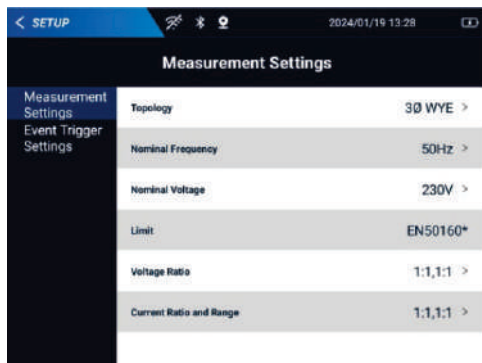 < SETUP
2024/01/19 13:28
Measurement Settings
Measurement
Settings
Event Trigger
Settings
Topology 3Ø WYE >
Nominal Frequency 50Hz >
Nominal Voltage 230V >
Limit EN50160*
Voltage Ratio 1:1,1:1 >
Current Ratio and Range 1:1,1:1 >